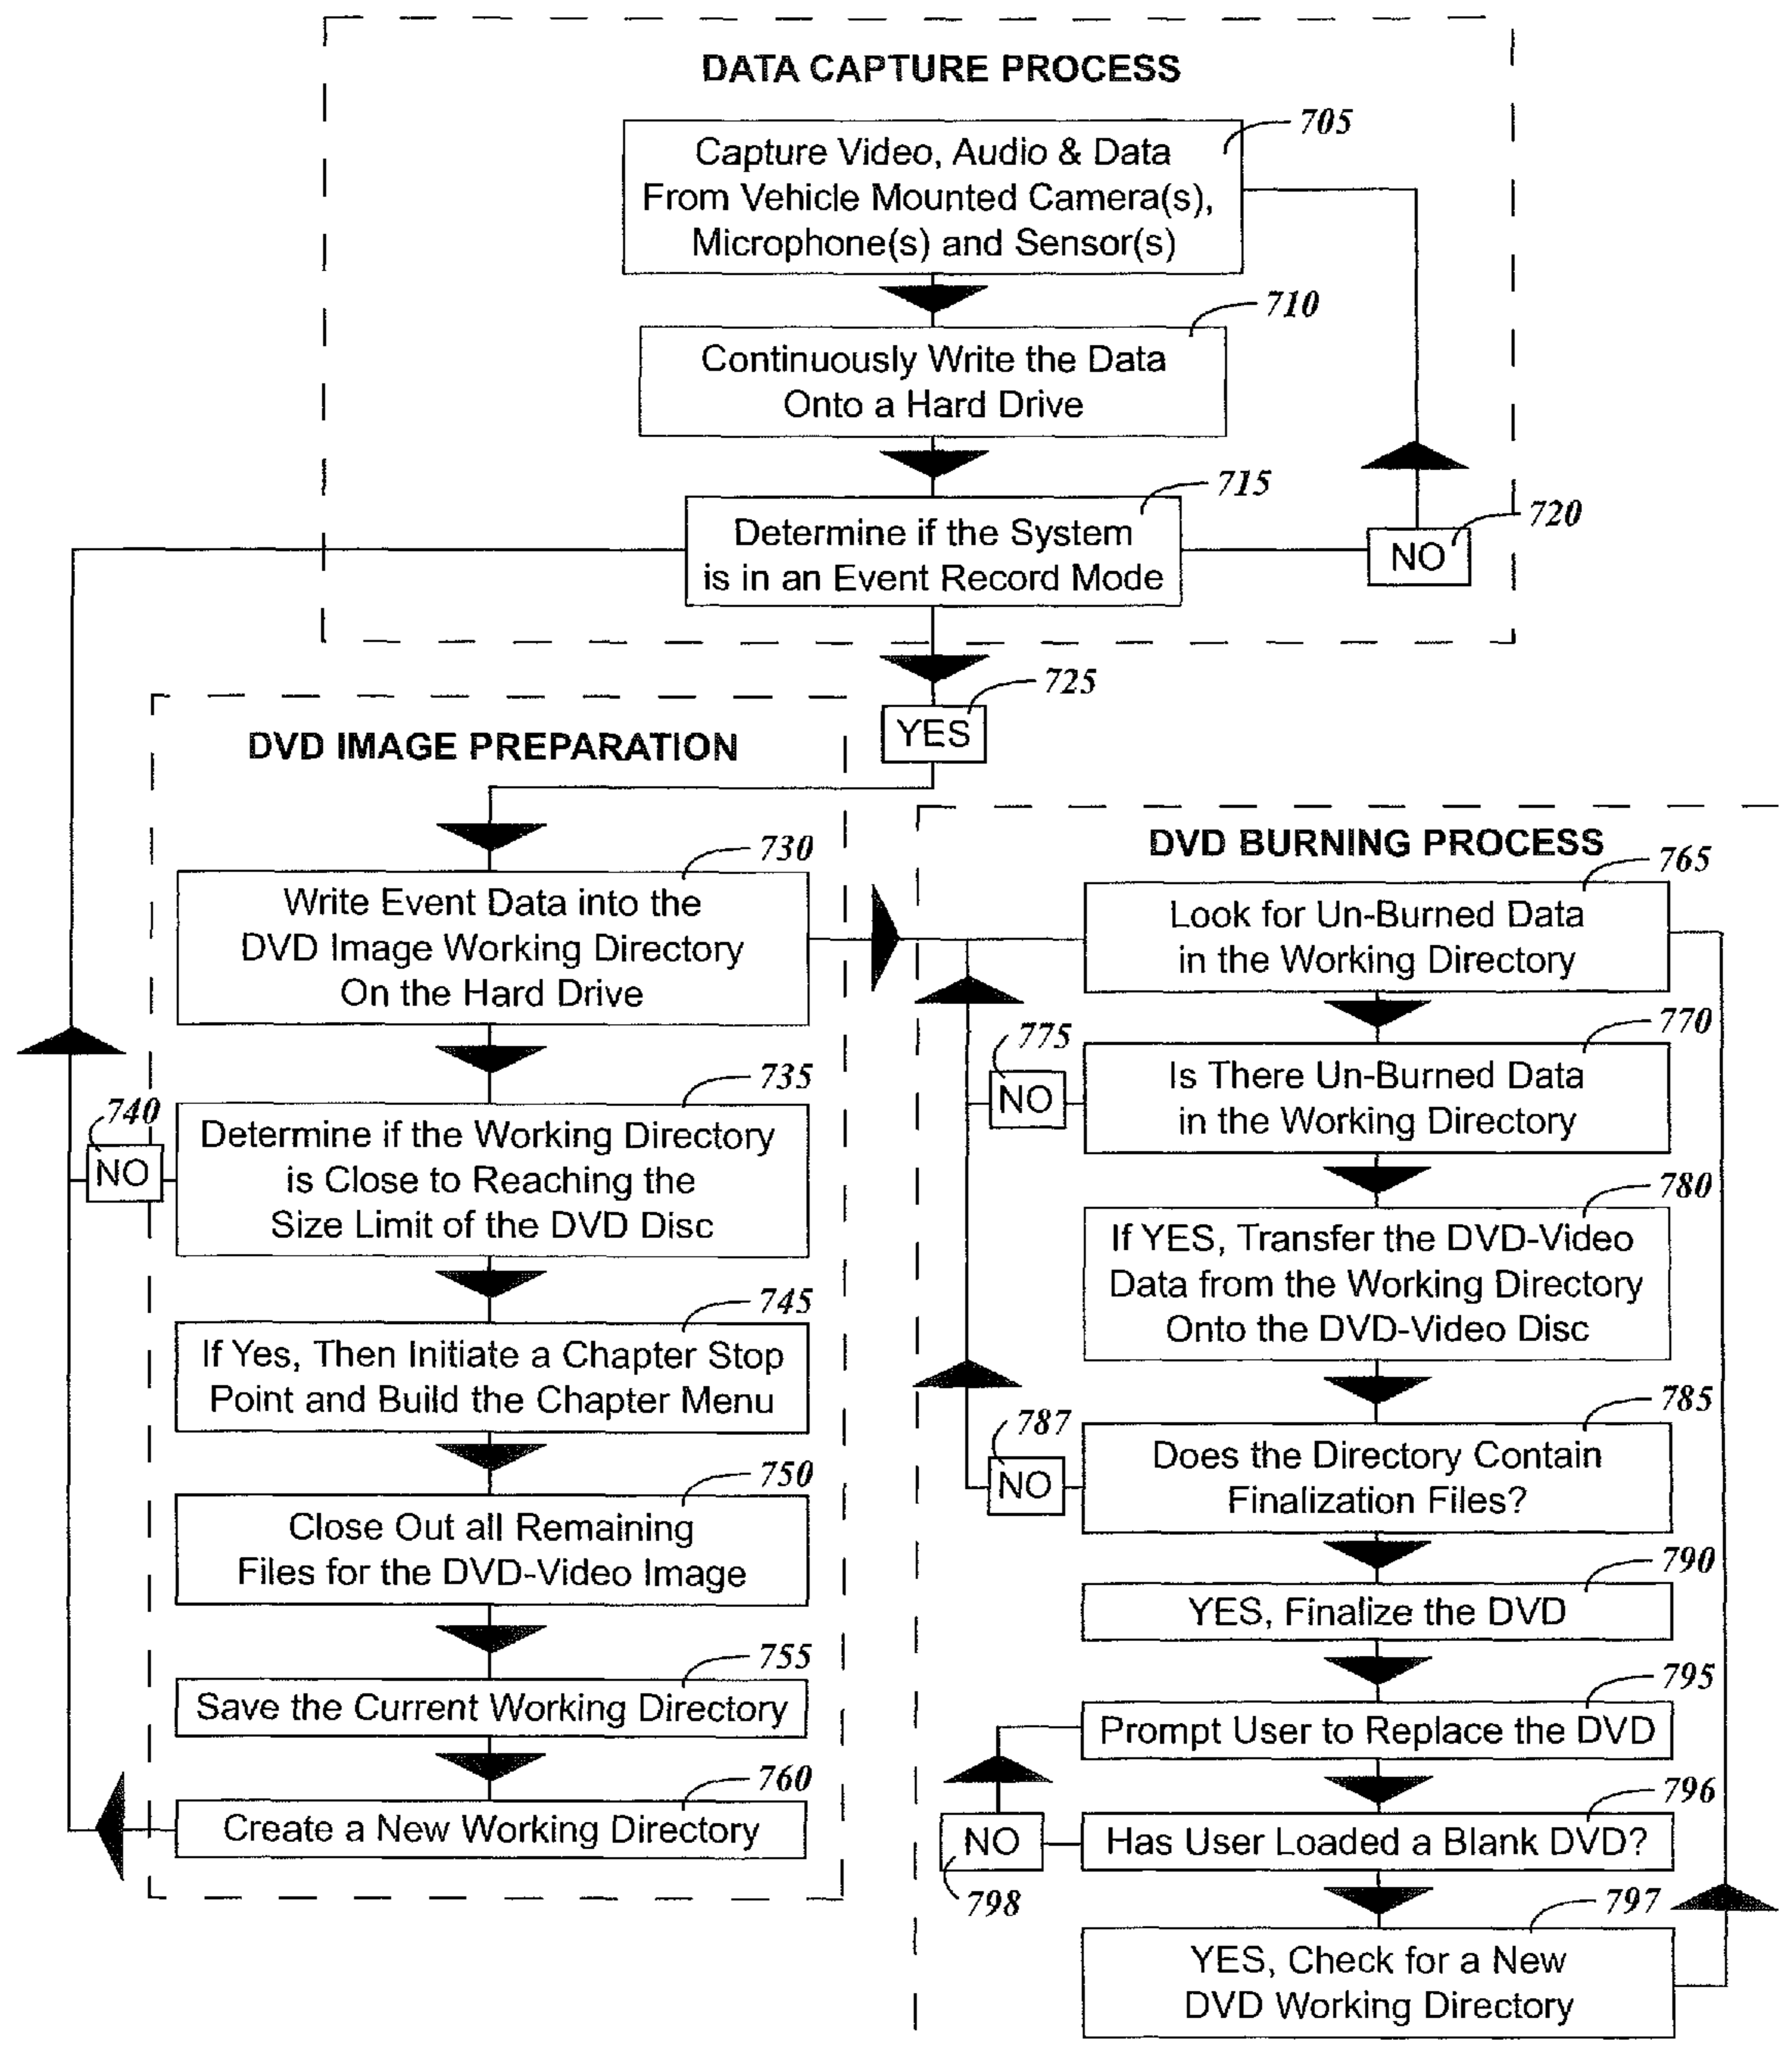 DATA CAPTURE PROCESS
705
Capture Video, Audio & Data
From Vehicle Mounted Camera(s),
Microphone(s) and Sensor(s)
710
Continuously Write the Data
Onto a Hard Drive
715
Determine if the System
is in an Event Record Mode
720
NO
725
YES
DVD IMAGE PREPARATION
730
Write Event Data into the
DVD Image Working Directory
On the Hard Drive
735
Determine if the Working Directory
is Close to Reaching the
Size Limit of the DVD Disc
740
NO
745
If Yes, Then Initiate a Chapter Stop
Point and Build the Chapter Menu
750
Close Out all Remaining
Files for the DVD-Video Image
755
Save the Current Working Directory
760
Create a New Working Directory
DVD BURNING PROCESS
765
Look for Un-Burned Data
in the Working Directory
770
Is There Un-Burned Data
in the Working Directory
775
NO
780
If YES, Transfer the DVD-Video
Data from the Working Directory
Onto the DVD-Video Disc
785
Does the Directory Contain
Finalization Files?
787
NO
790
YES, Finalize the DVD
795
Prompt User to Replace the DVD
796
Has User Loaded a Blank DVD?
NO
798
797
YES, Check for a New
DVD Working Directory